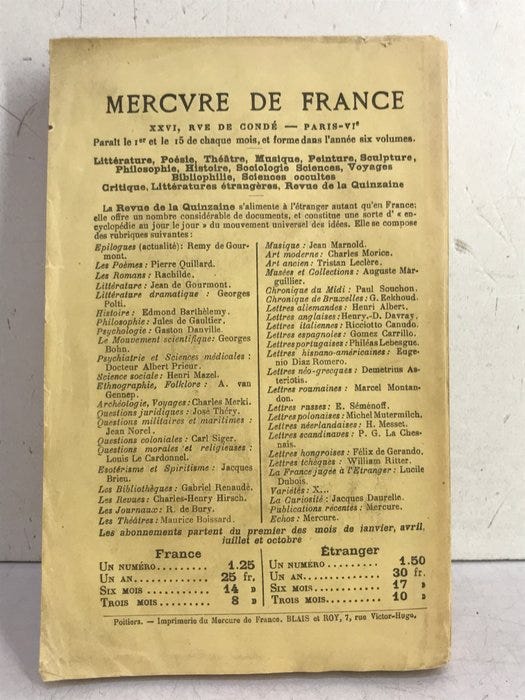 MERCVRE DE FRANCE
XXVI, RVE DE CONDÉ — PARIS-VIe
Paraît le 1er et le 15 de chaque mois, et forme dans l'année six volumes.
Littérature, Poésie, Théâtre, Musique, Peinture, Sculpture,
Philosophie, Histoire, Sociologie Sciences, Voyages
Bibliophilie, Sciences occultes
Critique, Littératures étrangères, Revue de la Quinzaine
La Revue de la Quinzaine s'alimente à l'étranger autant qu'en France;
elle offre un nombre considérable de documents, et constitue une sorte d' « en-
cyclopédie au jour le jour » du mouvement universel des idées. Elle se compose
des rubriques suivantes :
Epilogues (actualité): Remy de Gour-
mont.
Les Poèmes: Pierre Quillard.
Les Romans: Rachilde.
Littérature: Jean de Gourmont.
Littérature dramatique: Georges
Polti.
Histoire: Edmond Barthèlemy.
Philosophie: Jules de Gaultier.
Psychologie: Gaston Danville.
Le Mouvement scientifique: Georges
Bohn.
Psychiatrie et Sciences médicales:
Docteur Albert Prieur.
Science sociale: Henri Mazel.
Ethnographie, Folklore: A. van
Gennep.
Archéologie, Voyages: Charles Merki.
Questions juridiques: José Théry.
Questions militaires et maritimes:
Jean Norel.
Questions coloniales: Carl Siger.
Questions morales et religieuses:
Louis Le Cardonnel.
Esotérisme et Spiritisme: Jacques
Brieu.
Les Bibliothèques: Gabriel Renaudé.
Les Revues: Charles-Henry Hirsch.
Les Journaux: R. de Bury.
Les Théâtres: Maurice Boissard.
Musique: Jean Marnold.
Art moderne: Charles Morice.
Art ancien: Tristan Leclère.
Musées et Collections: Auguste Mar-
guillier.
Chronique du Midi: Paul Souchon.
Chronique de Bruxelles: G. Eekhoud.
Lettres allemandes: Henri Albert.
Lettres anglaises: Henry.-D. Davray.
Lettres italiennes: Ricciotto Canudo.
Lettres espagnoles: Gomez Carrillo.
Lettres portugaises: Philéas Lebesgue.
Lettres hispano-américaines: Euge-
nio Diaz Romero.
Lettres néo-grecques: Demetrius As-
teriotis.
Lettres roumaines: Marcel Montan-
don.
Lettres russes: E. Séménoff.
Lettres polonaises: Michel Mutermilch.
Lettres néerlandaises: H. Messet.
Lettres scandinaves: P. G. La Ches-
nais.
Lettres hongroises: Félix de Gerando.
Lettres tchèques: William Ritter.
La France jugée à l'Etranger: Lucile
Dubois.
Variétés: X...
La Curiosité: Jacques Daurelle.
Publications récentes: Mercure.
Echos: Mercure.
Les abonnements partent du premier des mois de janvier, avril,
juillet et octobre
France
UN NUMÉRO......... 1.25
UN AN............ 25 fr.
SIX MOIS......... 14 »
TROIS MOIS....... 8 »
Étranger
UN NUMÉRO......... 1.50
UN AN............ 30 fr.
SIX MOIS......... 17 »
TROIS MOIS....... 10 »
Poitiers. — Imprimerie du Mercure de France, BLAIS et ROY, 7, rue Victor-Hugo.